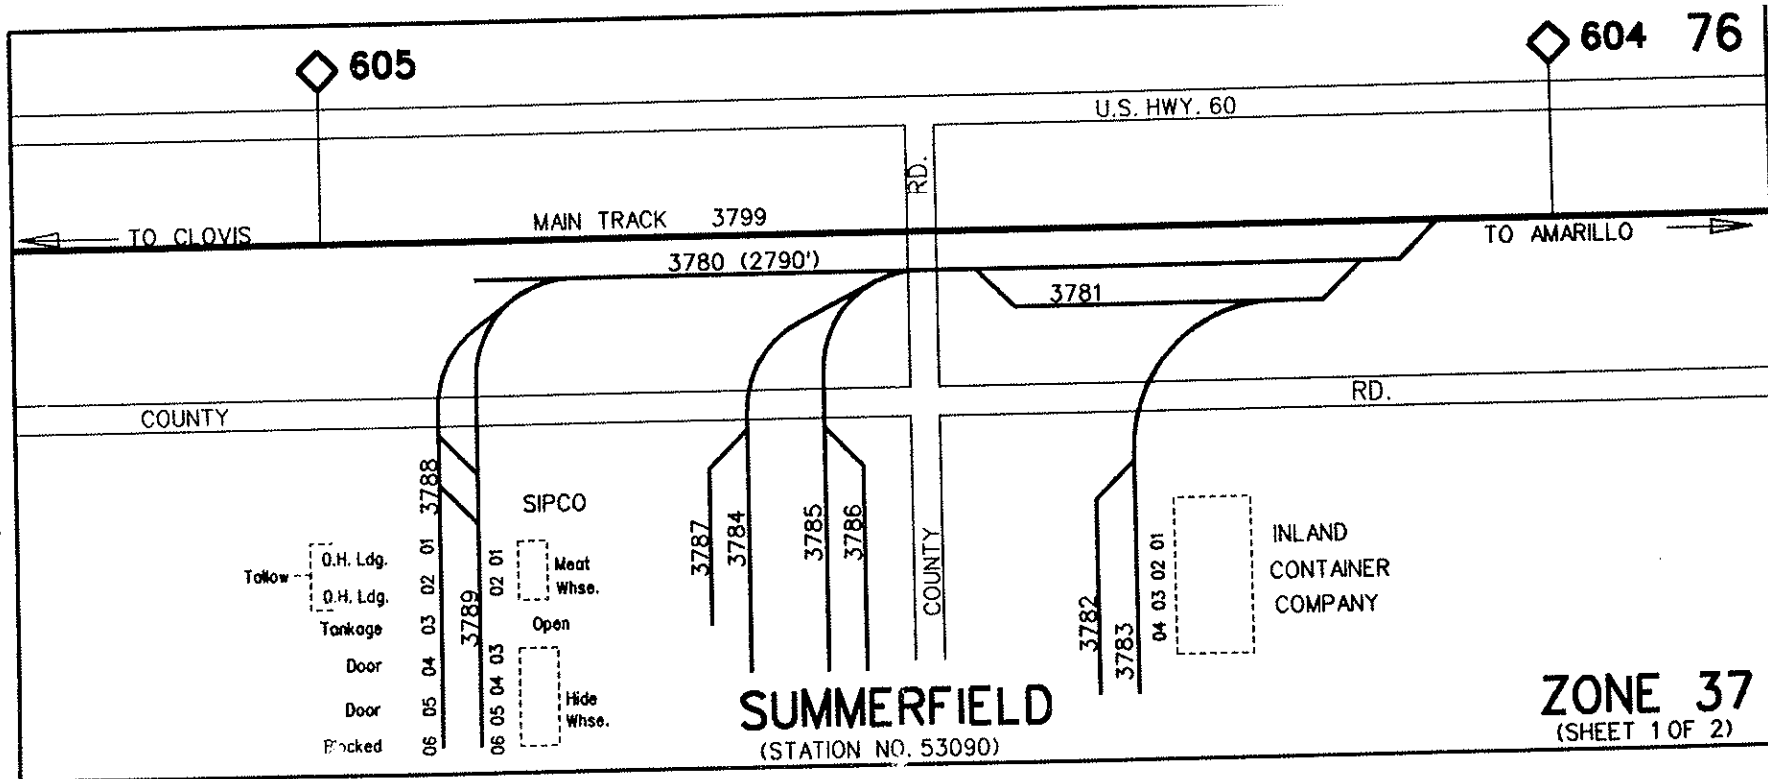 605
604
76
U.S. HWY. 60
RD.
MAIN TRACK 3799
TO CLOVIS
TO AMARILLO
3780 (2790')
3781
COUNTY
RD.
3788
SIPCO
3787
3784
3785
3786
COUNTY
INLAND
CONTAINER
COMPANY
01
02
03
04
05
06
O.H. Ldg.
Tallow
O.H. Ldg.
Tankage
Door
Door
Blocked
3789
01
02
03
04
05
06
Meat
Whse.
Open
Hide
Whse.
3782
3783
01
02
03
04
SUMMERFIELD
(STATION NO. 53090)
ZONE 37
(SHEET 1 OF 2)